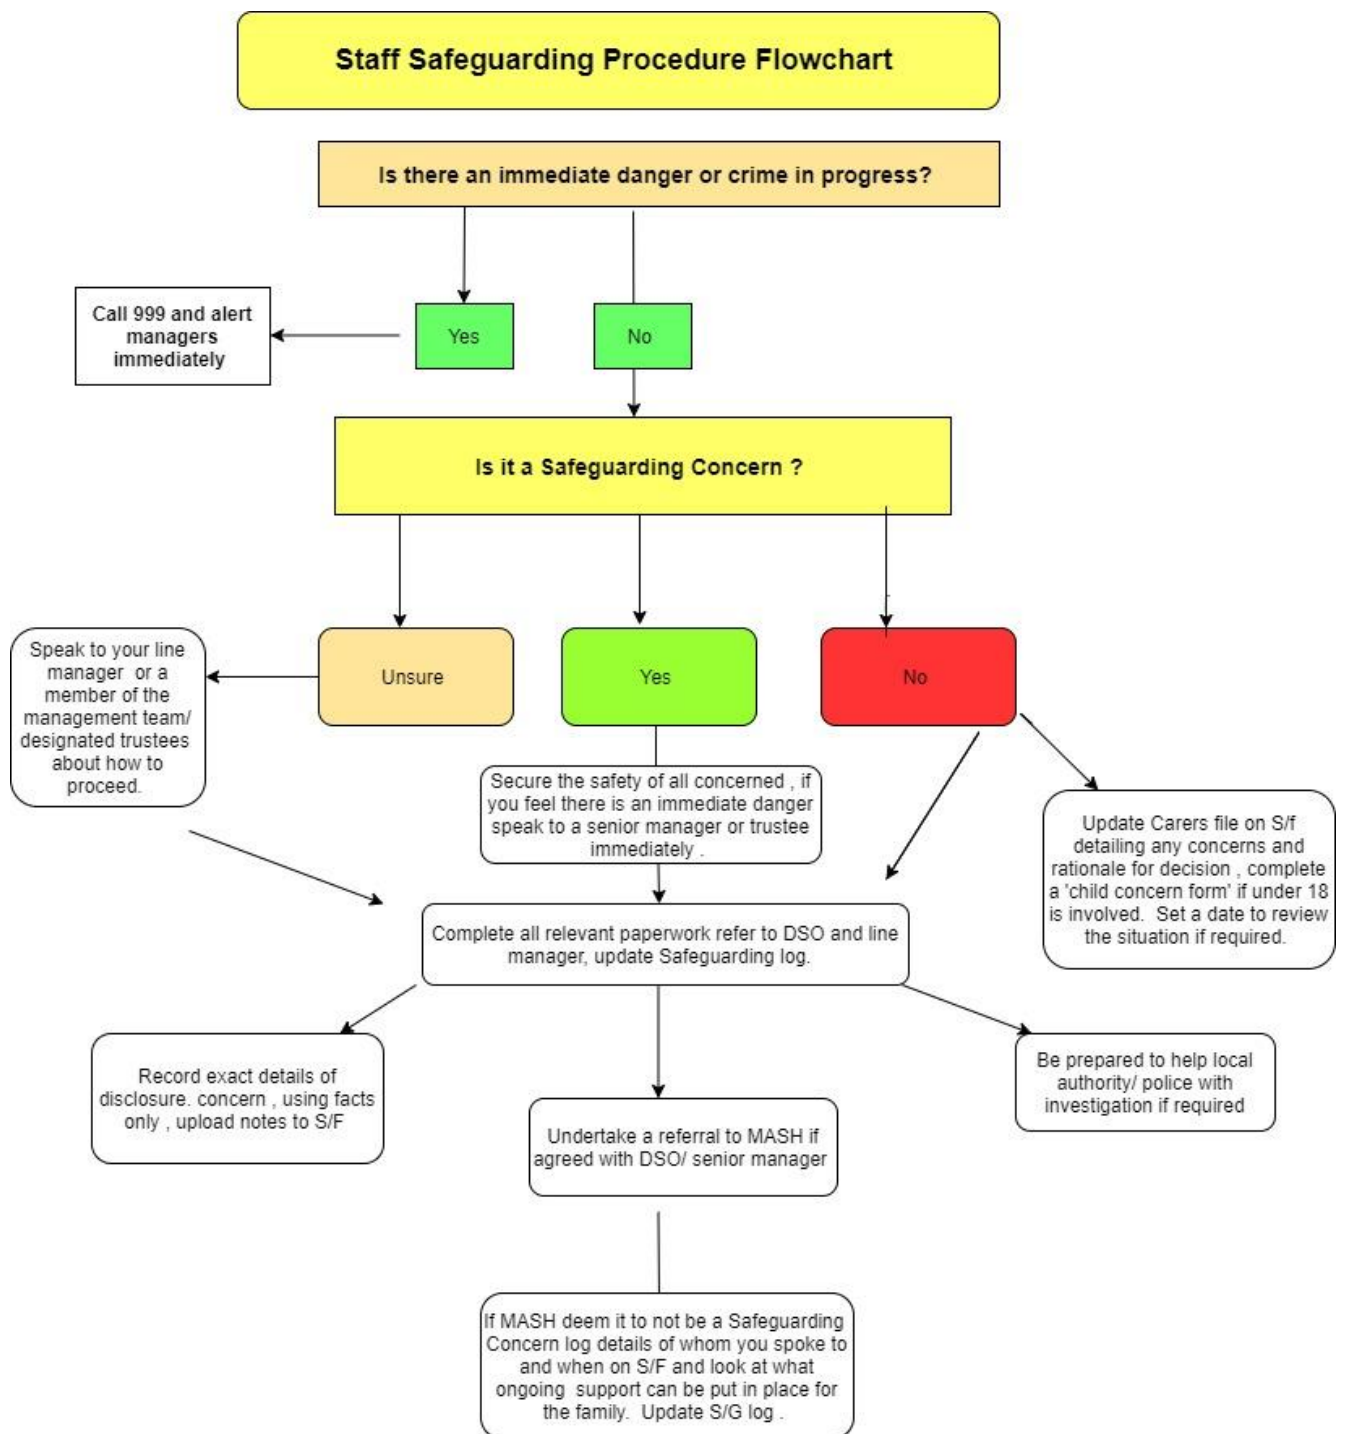 Staff Safeguarding Procedure Flowchart
Is there an immediate danger or crime in progress?
Call 999 and alert
managers
immediately
Yes
No
Is it a Safeguarding Concern ?
Speak to your line
manager or a
member of the
management team/
designated trustees
about how to
proceed.
Unsure
Yes
No
Secure the safety of all concerned , if
you feel there is an immediate danger
speak to a senior manager or trustee
immediately .
Update Carers file on S/f
detailing any concerns and
rationale for decision , complete
a 'child concern form' if under 18
is involved. Set a date to review
the situation if required.
Complete all relevant paperwork refer to DSO and line
manager, update Safeguarding log.
Record exact details of
disclosure. concern , using facts
only , upload notes to S/F
Be prepared to help local
authority/ police with
investigation if required
Undertake a referral to MASH if
agreed with DSO/ senior manager
If MASH deem it to not be a Safeguarding
Concern log details of whom you spoke to
and when on S/F and look at what
ongoing support can be put in place for
the family. Update S/G log .